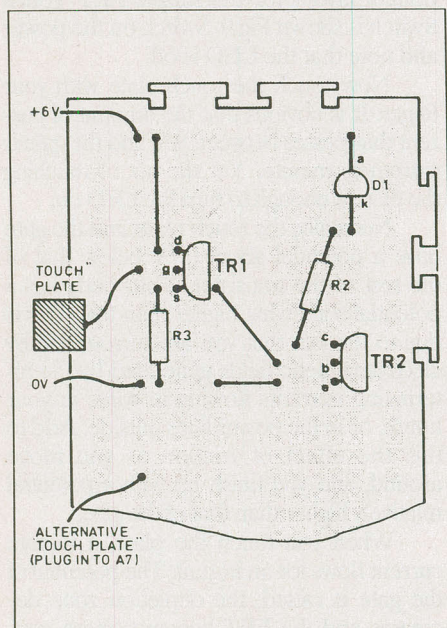 +6V
a
D1
k
TOUCH"
PLATE
d
g
s
TR1
R2
R3
c
b
e
TR2
0V
ALTERNATIVE
TOUCH PLATE"
(PLUG IN TO A7)